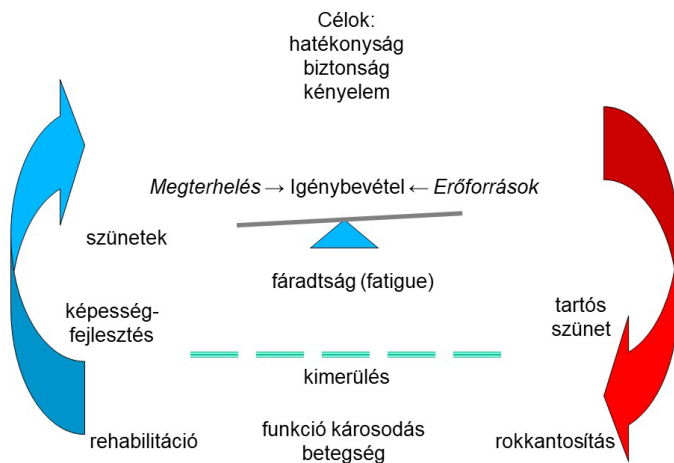 Célok:
hatékonyság
biztonság
kényelem
Megterhelés → Igénybevétel ← Erőforrások
szünetek
fáradtság (fatigue)
képesség-
fejlesztés
tartós
szünet
kimerülés
rehabilitáció
funkció károsodás
betegség
rokkantosítás